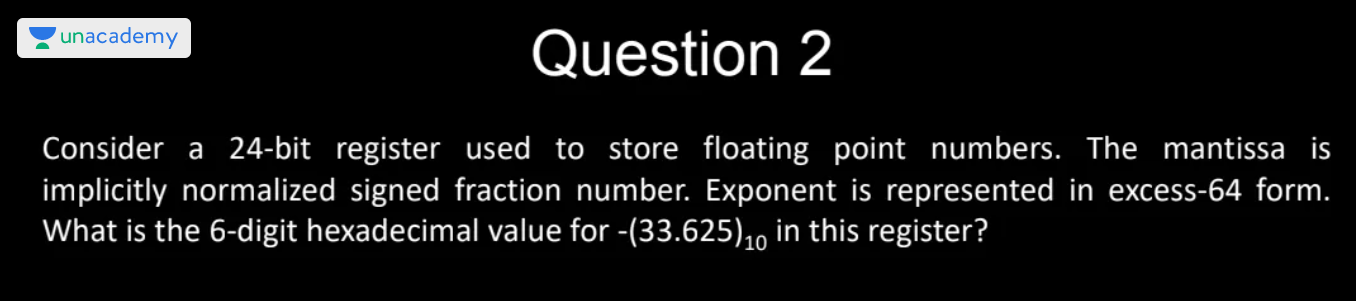 unacademy
Question 2
Consider a 24-bit register used to store floating point numbers. The mantissa is
implicitly normalized signed fraction number. Exponent is represented in excess-64 form.
What is the 6-digit hexadecimal value for -(33.625)₁₀ in this register?